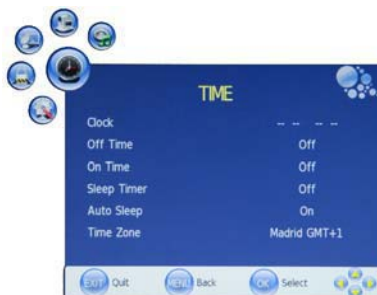 TIME
Clock -- -- -- --
Off Time Off
On Time Off
Sleep Timer Off
Auto Sleep On
Time Zone Madrid GMT+1
EXIT Quit MENU Back OK Select